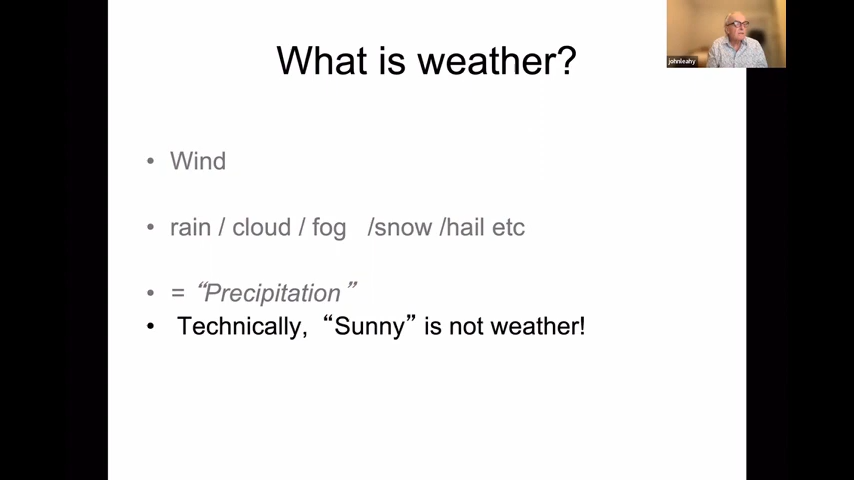 What is weather?
johnleahy
• Wind
• rain / cloud / fog /snow /hail etc
• = “Precipitation”
• Technically, “Sunny” is not weather!